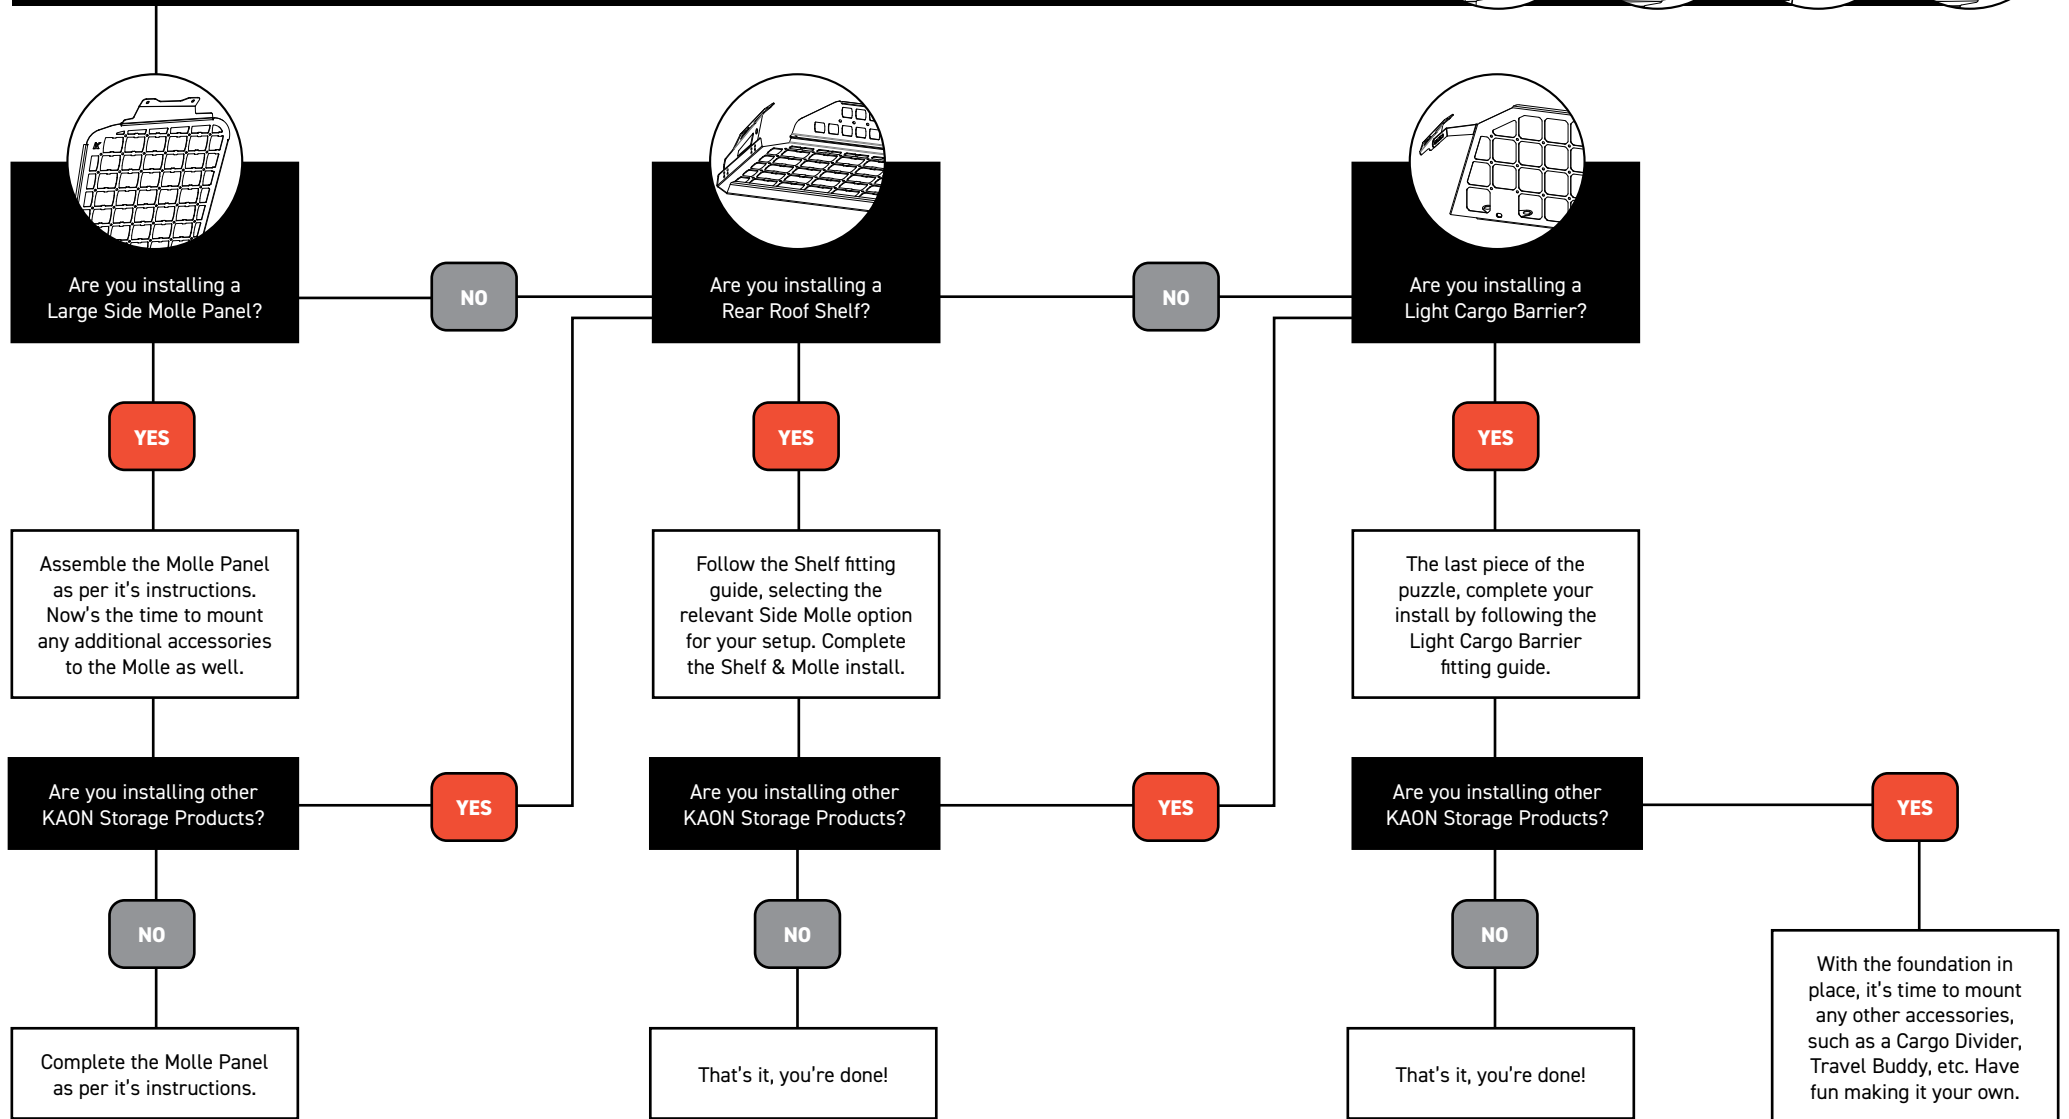 Are you installing a
Large Side Molle Panel?
NO
Are you installing a
Rear Roof Shelf?
NO
Are you installing a
Light Cargo Barrier?
YES
YES
YES
Assemble the Molle Panel
as per it's instructions.
Now's the time to mount
any additional accessories
to the Molle as well.
Follow the Shelf fitting
guide, selecting the
relevant Side Molle option
for your setup. Complete
the Shelf & Molle install.
The last piece of the
puzzle, complete your
install by following the
Light Cargo Barrier
fitting guide.
Are you installing other
KAON Storage Products?
YES
Are you installing other
KAON Storage Products?
YES
Are you installing other
KAON Storage Products?
YES
NO
NO
NO
Complete the Molle Panel
as per it's instructions.
That's it, you're done!
That's it, you're done!
With the foundation in
place, it's time to mount
any other accessories,
such as a Cargo Divider,
Travel Buddy, etc. Have
fun making it your own.